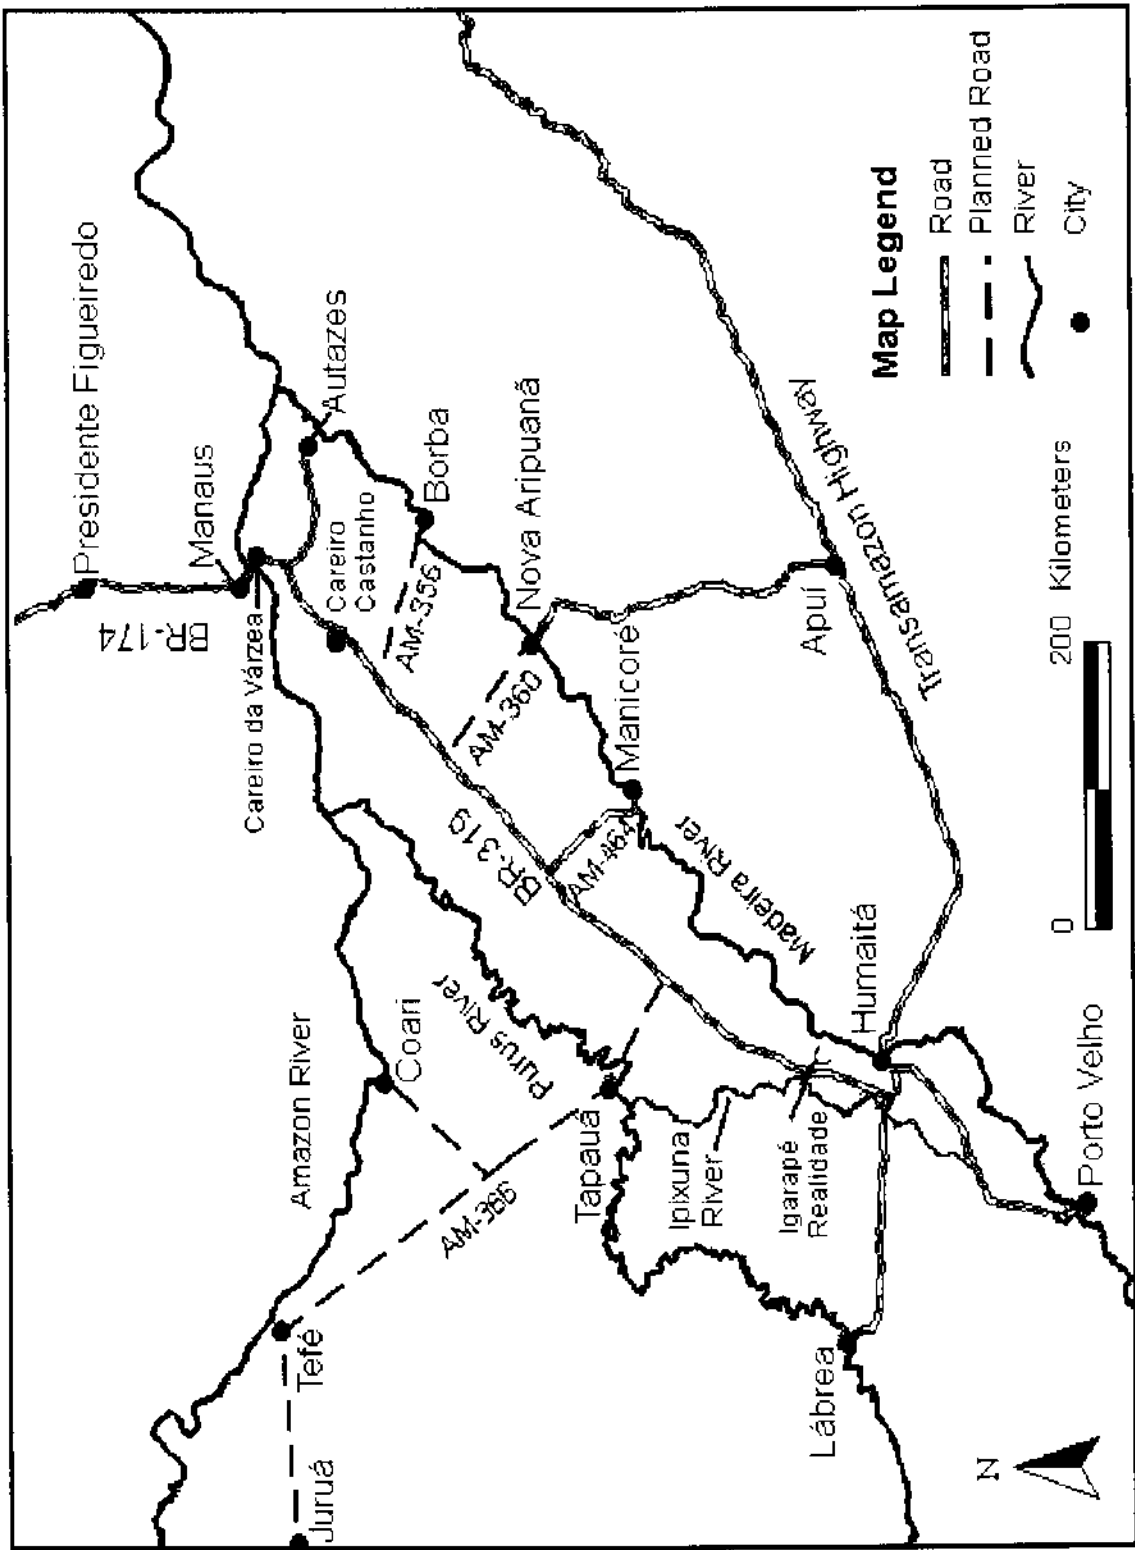 Presidente Figueiredo
Manaus
BR-174
Careiro da Várzea
Autazes
Careiro
Castanho
Borba
AM-356
Nova Aripuanã
AM-360
Manicoré
BR-319
AM-464
Apuí
Transamazon Highway
Madeira River
Purus River
Amazon River
Coari
AM-366
Tefé
Juruá
Tapauá
Ipixuna
River
Igarapé
Realidade
Humaitá
Lábrea
Porto Velho
N
0
200
Kilometers
Map Legend
Road
Planned Road
River
City